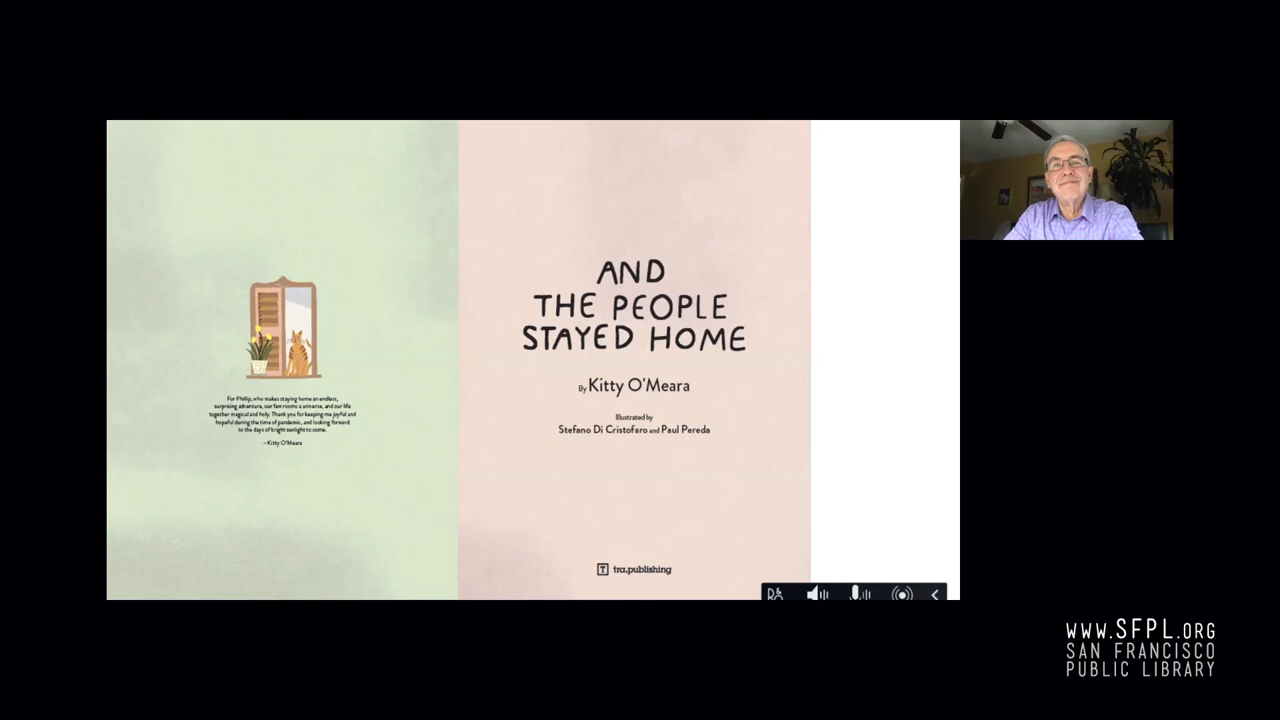 For Phillip, who makes staying home an endless,
surprising adventure, our few rooms a universe, and our life
together magical and holy. Thank you for keeping me joyful and
hopeful during the time of pandemic, and looking forward
to the days of bright sunlight to come.
—Kitty O'Meara
AND
THE PEOPLE
STAYED HOME
By Kitty O'Meara
Illustrated by
Stefano Di Cristofaro and Paul Pereda
T tra.publishing
WWW.SFPL.ORG
SAN FRANCISCO
PUBLIC LIBRARY